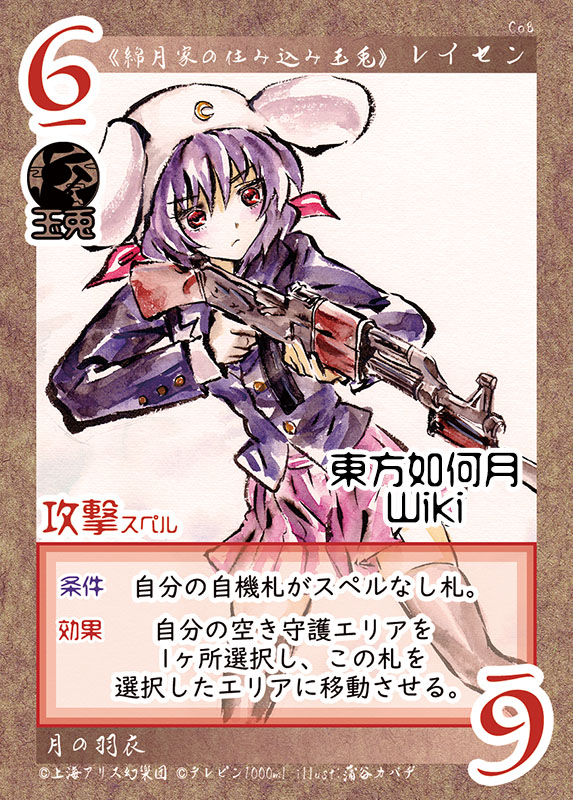 C08
6
《綿月家の住み込み玉兎》 レイセン
玉兎
東方如何月
Wiki
攻撃スペル
条件 自分の自機札がスペルなし札。
効果 自分の空き守護エリアを
1ヶ所選択し、この札を
選択したエリアに移動させる。
6
月の羽衣
©上海アリス幻樂団 ©テレピン1000ml illust:蒲谷カバヂ